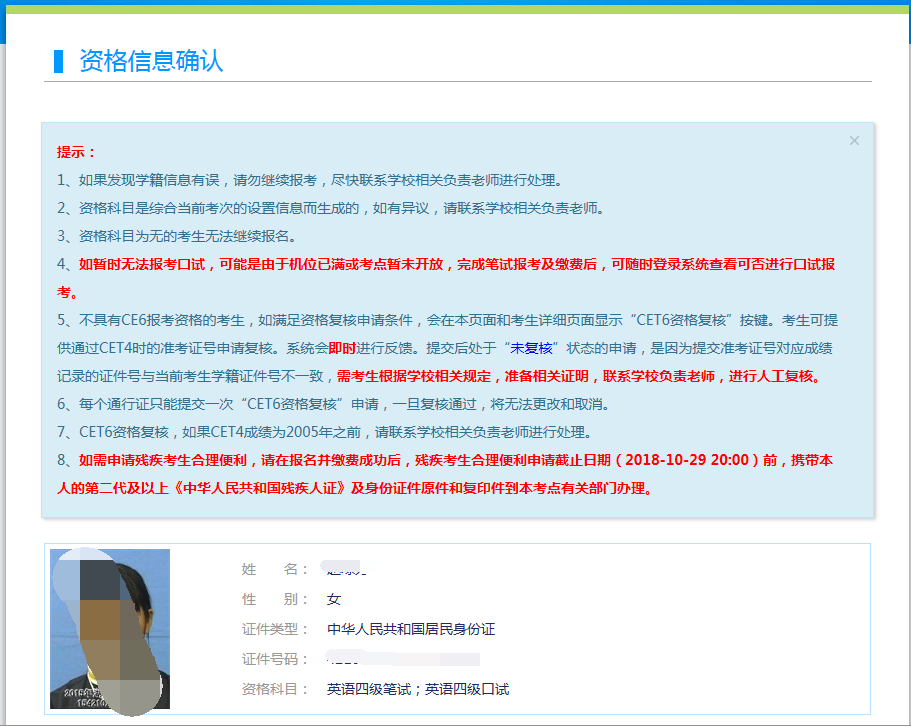 资格信息确认
×
提示：
1、如果发现学籍信息有误，请勿继续报考，尽快联系学校相关负责老师进行处理。
2、资格科目是综合当前考次的设置信息而生成的，如有异议，请联系学校相关负责老师。
3、资格科目为无的考生无法继续报名。
4、如暂时无法报考口试，可能是由于机位已满或考点暂未开放，完成笔试报考及缴费后，可随时登录系统查看可否进行口试报
考。
5、不具有CE6报考资格的考生，如满足资格复核申请条件，会在本页面和考生详细页面显示“CET6资格复核”按键。考生可提
供通过CET4时的准考证号申请复核。系统会即时进行反馈。提交后处于“未复核”状态的申请，是因为提交准考证号对应成绩
记录的证件号与当前考生学籍证件号不一致，需考生根据学校相关规定，准备相关证明，联系学校负责老师，进行人工复核。
6、每个通行证只能提交一次“CET6资格复核”申请，一旦复核通过，将无法更改和取消。
7、CET6资格复核，如果CET4成绩为2005年之前，请联系学校相关负责老师进行处理。
8、如需申请残疾考生合理便利，请在报名并缴费成功后，残疾考生合理便利申请截止日期（2018-10-29 20:00）前，携带本
人的第二代及以上《中华人民共和国残疾人证》及身份证件原件和复印件到本考点有关部门办理。
姓 名：
性 别： 女
证件类型： 中华人民共和国居民身份证
证件号码：
资格科目： 英语四级笔试；英语四级口试